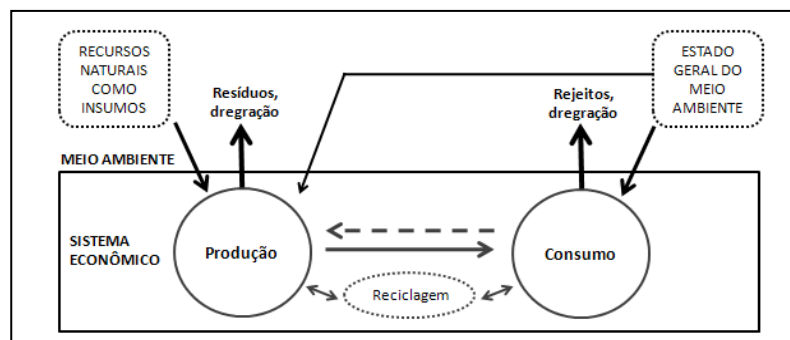 RECURSOS
NATURAIS
COMO
INSUMOS
Resíduos,
dregração
Rejeitos,
dregração
ESTADO
GERAL DO
MEIO
AMBIENTE
MEIO AMBIENTE
SISTEMA
ECONÔMICO
Produção
Consumo
Reciclagem